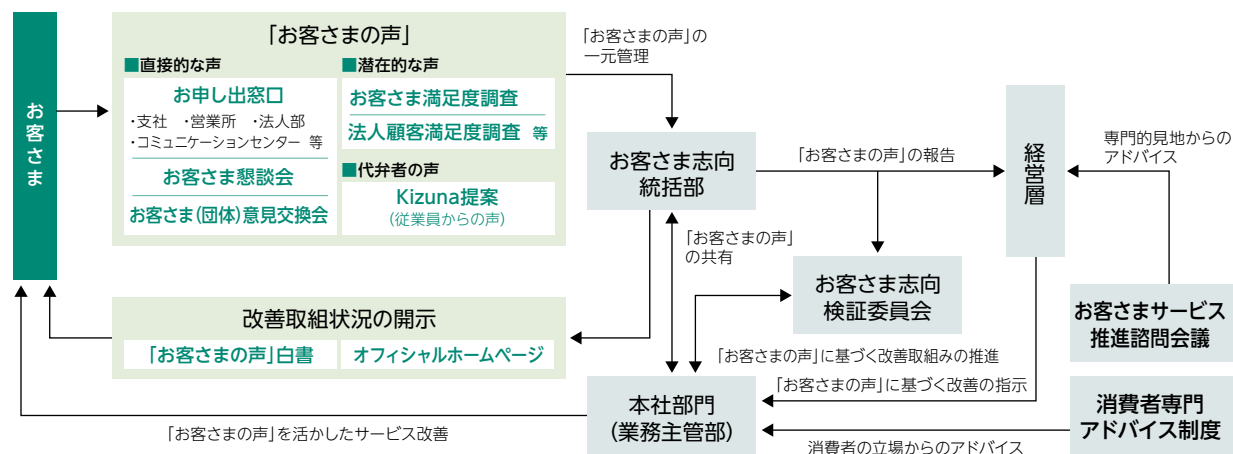 お客さま
「お客さまの声」
■直接的な声
お申し出窓口
・支社 ・営業所 ・法人部
・コミュニケーションセンター 等
お客さま懇談会
お客さま(団体)意見交換会
■潜在的な声
お客さま満足度調査
法人顧客満足度調査 等
■代弁者の声
Kizuna提案
(従業員からの声)
「お客さまの声」の
一元管理
お客さま志向
統括部
「お客さまの声」の報告
経営層
専門的見地からの
アドバイス
「お客さまの声」
の共有
お客さま志向
検証委員会
お客さまサービス
推進諮問会議
改善取組状況の開示
「お客さまの声」白書
オフィシャルホームページ
「お客さまの声」に基づく改善取組みの推進
「お客さまの声」に基づく改善の指示
本社部門
(業務主管部)
消費者専門
アドバイス制度
「お客さまの声」を活かしたサービス改善
消費者の立場からのアドバイス